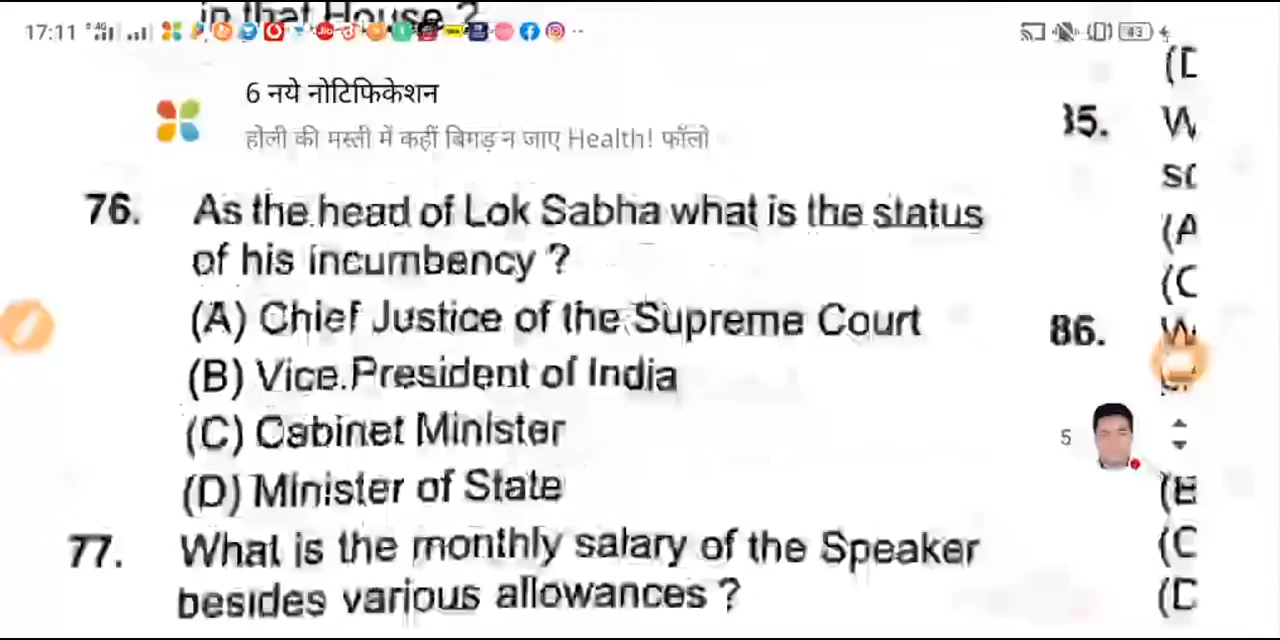 in that House ?
17:11
43
6 नये नोटिफिकेशन
होली की मस्ती में कहीं बिगड़ न जाए Health! फॉलो
76. As the head of Lok Sabha what is the status
of his incumbency ?
(A) Chief Justice of the Supreme Court
(B) Vice.President of India
(C) Cabinet Minister
(D) Minister of State
77. What is the monthly salary of the Speaker
besides various allowances ?
86.
5
(C
(C